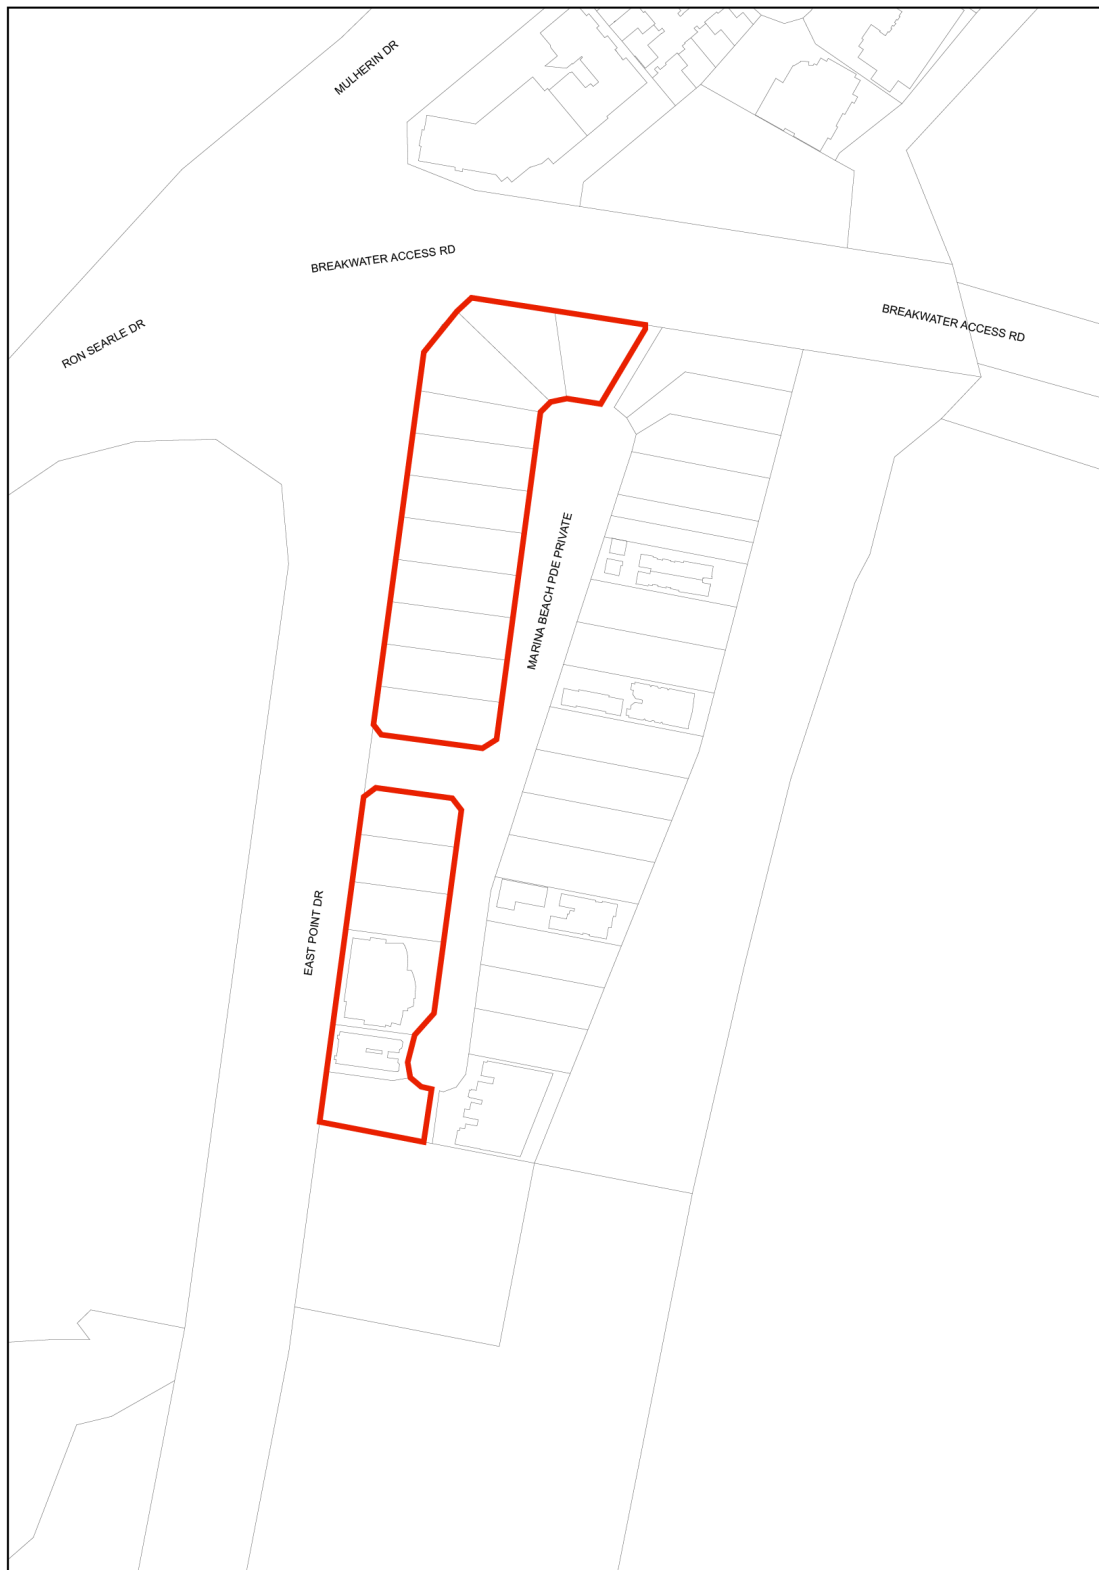 MULHERIN DR
BREAKWATER ACCESS RD
BREAKWATER ACCESS RD
RON SEARLE DR
MARINA BEACH PDE PRIVATE
EAST POINT DR